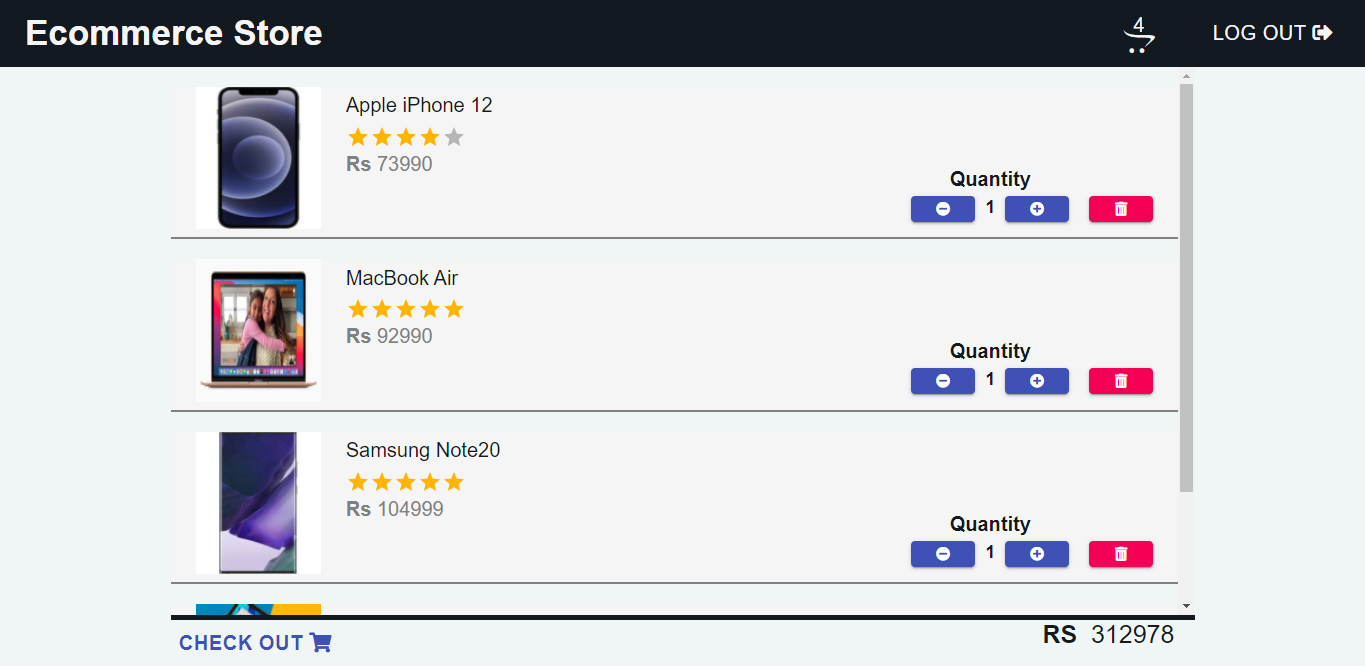 Ecommerce Store
4
LOG OUT
Apple iPhone 12
Rs 73990
Quantity
1
MacBook Air
Rs 92990
Quantity
1
Samsung Note20
Rs 104999
Quantity
1
CHECK OUT
RS 312978